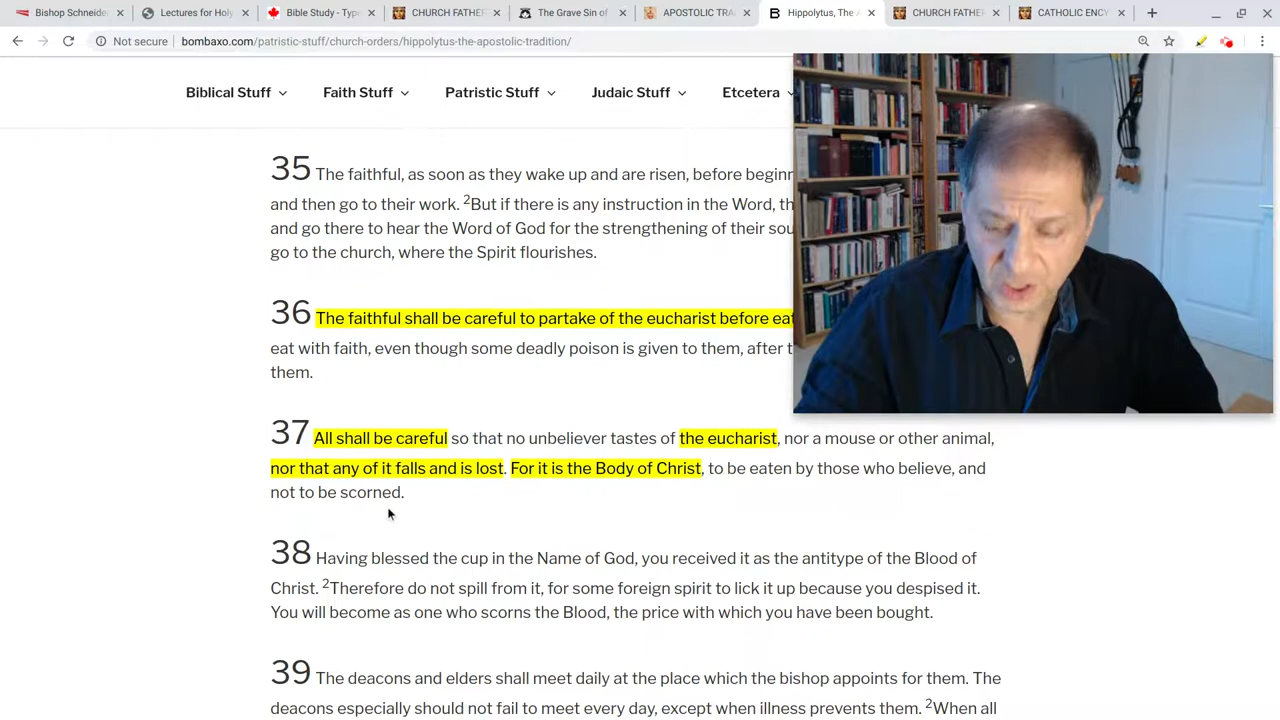 Bishop Schneide
Lectures for Holy
Bible Study - Typ
CHURCH FATHE
The Grave Sin of
APOSTOLIC TRA
Hippolytus, The A
CHURCH FATHE
CATHOLIC ENCY
Not secure | bombaxo.com/patristic-stuff/church-orders/hippolytus-the-apostolic-tradition/
Biblical Stuff Faith Stuff Patristic Stuff Judaic Stuff Etcetera
35 The faithful, as soon as they wake up and are risen, before beginn
and then go to their work. 2But if there is any instruction in the Word, th
and go there to hear the Word of God for the strengthening of their sou
go to the church, where the Spirit flourishes.
36 The faithful shall be careful to partake of the eucharist before eat
eat with faith, even though some deadly poison is given to them, after t
them.
37 All shall be careful so that no unbeliever tastes of the eucharist, nor a mouse or other animal,
nor that any of it falls and is lost. For it is the Body of Christ, to be eaten by those who believe, and
not to be scorned.
38 Having blessed the cup in the Name of God, you received it as the antitype of the Blood of
Christ. 2Therefore do not spill from it, for some foreign spirit to lick it up because you despised it.
You will become as one who scorns the Blood, the price with which you have been bought.
39 The deacons and elders shall meet daily at the place which the bishop appoints for them. The
deacons especially should not fail to meet every day, except when illness prevents them. 2When all